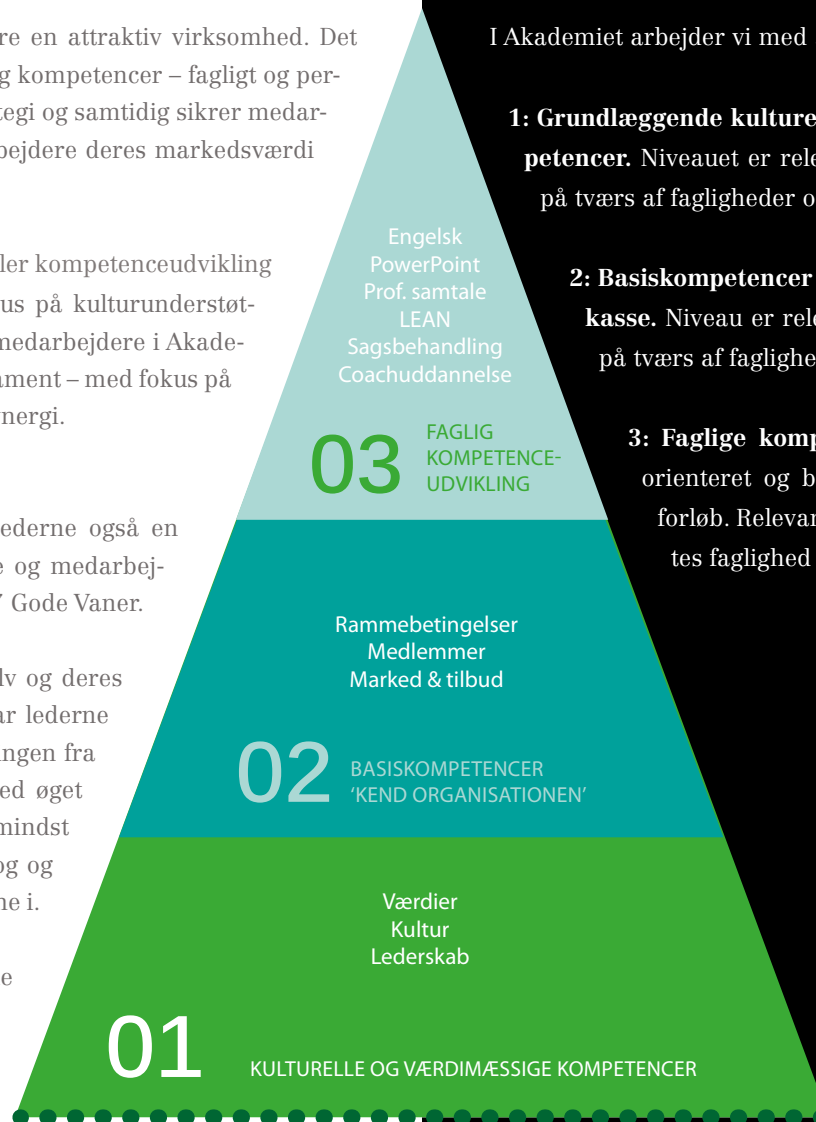 re en attraktiv virksomhed. Det
g kompetencer – fagligt og per-
tegi og samtidig sikrer medar-
bejdere deres markedsværdi
ler kompetenceudvikling
us på kulturunderstøt-
medarbejdere i Akade-
ament – med fokus på
nergi.
ederne også en
e og medarbej-
7 Gode Vaner.
lv og deres
ar lederne
ingen fra
ed øget
mindst
og og
ne i.
e
Engelsk
PowerPoint
Prof. samtale
LEAN
Sagsbehandling
Coachuddannelse
03
FAGLIG
KOMPETENCE-
UDVIKLING
Rammebetingelser
Medlemmer
Marked & tilbud
02
BASISKOMPETENCER
‘KEND ORGANISATIONEN’
Værdier
Kultur
Lederskab
01
KULTURELLE OG VÆRDIMÆSSIGE KOMPETENCER
I Akademiet arbejder vi med
1: Grundlæggende kulture
petencer. Niveauet er rele
på tværs af fagligheder o
2: Basiskompetencer
kasse. Niveau er rele
på tværs af faglighe
3: Faglige komp
orienteret og b
forløb. Relevan
tes faglighed